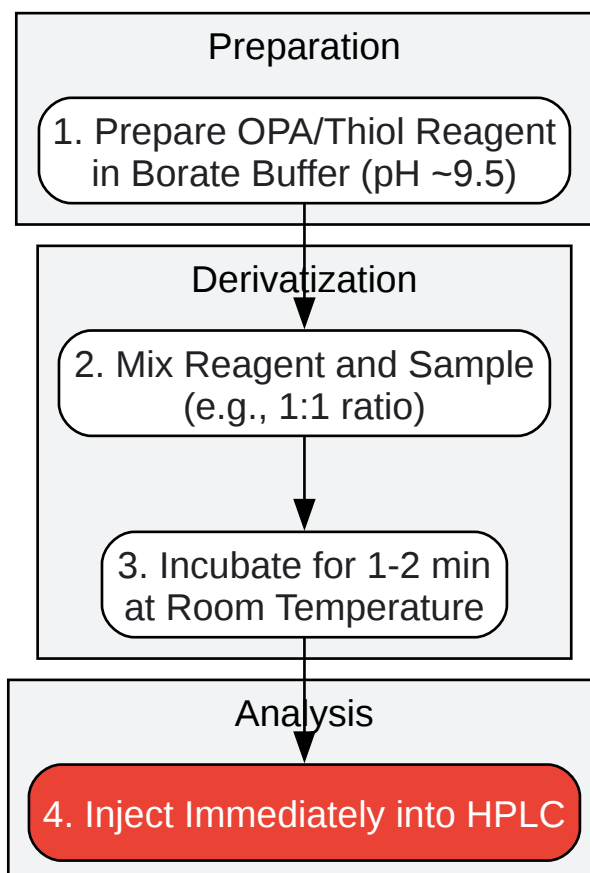 Preparation
1. Prepare OPA/Thiol Reagent
in Borate Buffer (pH ~9.5)
Derivatization
2. Mix Reagent and Sample
(e.g., 1:1 ratio)
3. Incubate for 1-2 min
at Room Temperature
Analysis
4. Inject Immediately into HPLC